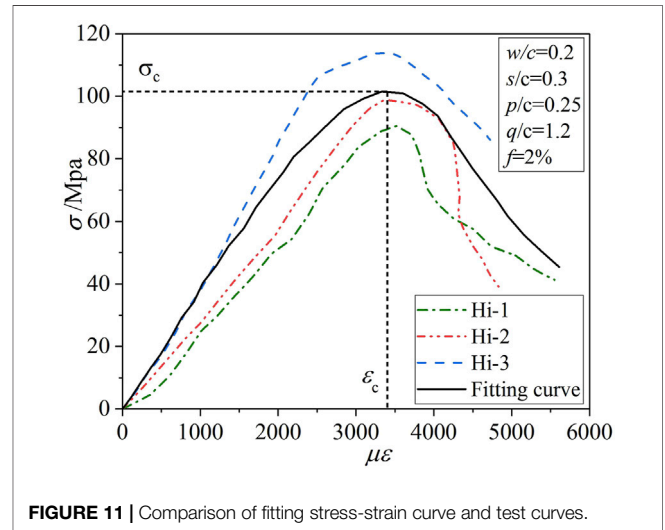 120
100
80
60
40
20
0
σ /Mpa
σc
εc
w/c=0.2
s/c=0.3
p/c=0.25
q/c=1.2
f=2%
Hi-1
Hi-2
Hi-3
Fitting curve
0 1000 2000 3000 4000 5000 6000
με
FIGURE 11 | Comparison of fitting stress-strain curve and test curves.